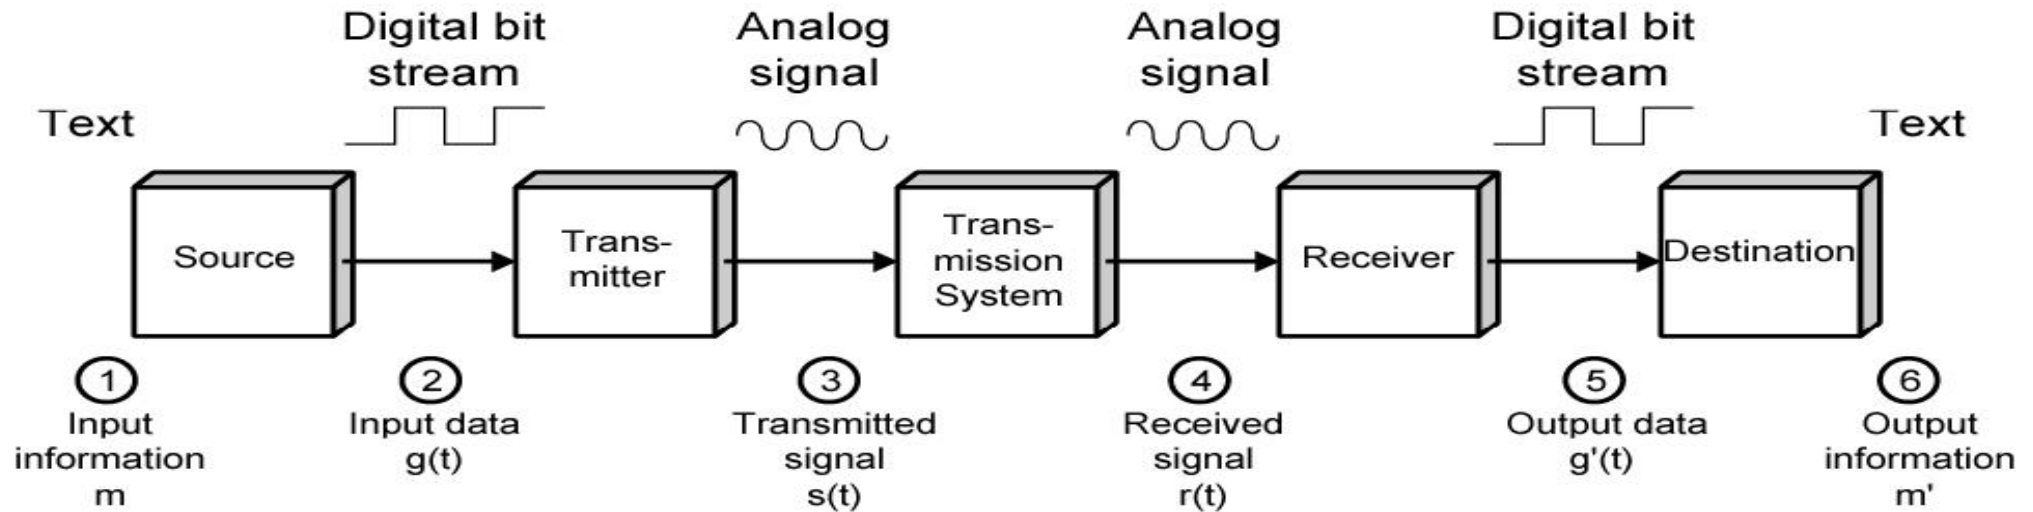 Digital bit
stream
Analog
signal
Analog
signal
Digital bit
stream
Text
Text
Source
Trans-
mitter
Trans-
mission
System
Receiver
Destination
1
Input
information
m
2
Input data
g(t)
3
Transmitted
signal
s(t)
4
Received
signal
r(t)
5
Output data
g'(t)
6
Output
information
m'